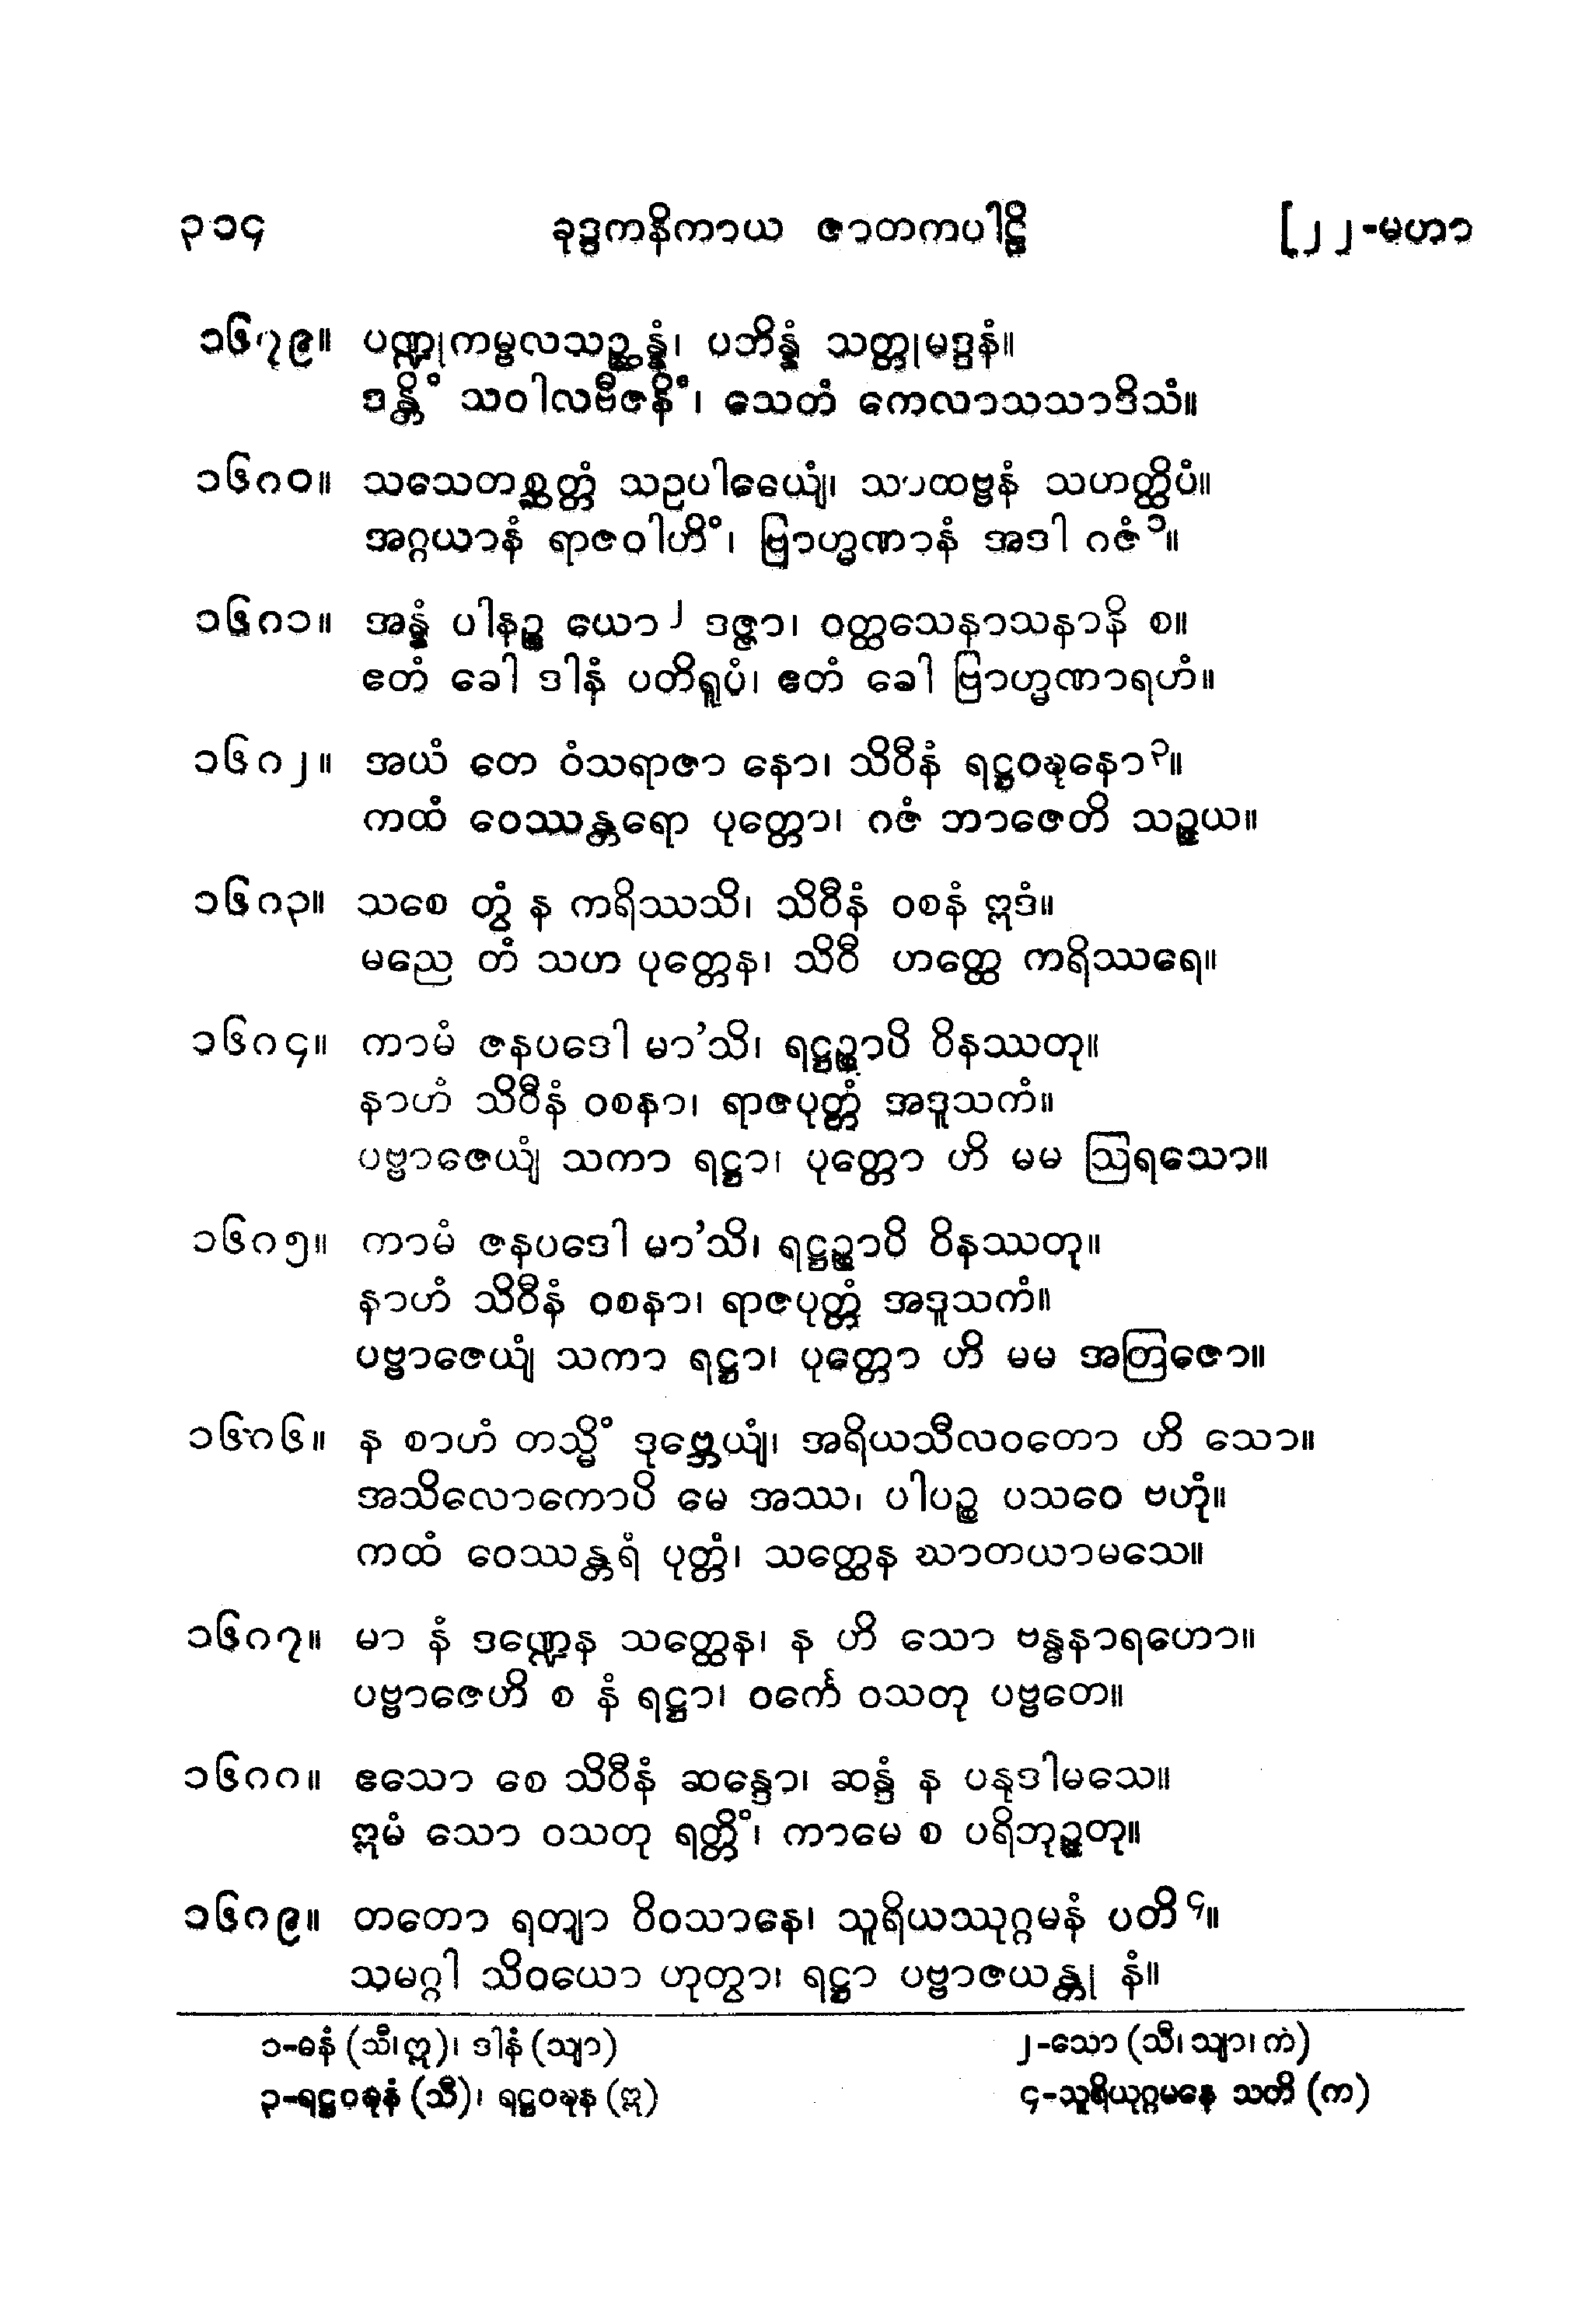 ၃၁၄ ခုဒ္ဒကနိကာယ ဇာတကပါဠိ [၂၂-မဟာ
၁၆၇၉။ ပဏ္ဍုကမ္ဗလသဉ္ဆန္နံ၊ ပဘိန္နံ သတ္တုမဒ္ဒနံ။
ဒန္တိံ သဝါလဗီဇနိံ၊ သေတံ ကေလာသသာဒိသံ။
၁၆၈၀။ သသေတစ္ဆတ္တံ သဥပါဓေယျံ၊ သာထဗ္ဗနံ သဟတ္ထိပံ။
အဂ္ဂယာနံ ရာဇဝါဟိံ၊ ဗြာဟ္မဏာနံ အဒါ ဂဇံ၁။
၁၆၈၁။ အန္နံ ပါနဉ္စ ယော၂ ဒဇ္ဇာ၊ ဝတ္ထသေနာသနာနိ စ။
ဧတံ ခေါ ဒါနံ ပတိရူပံ၊ ဧတံ ခေါ ဗြာဟ္မဏာရဟံ။
၁၆၈၂။ အယံ တေ ဝံသရာဇာ နော၊ သိဝီနံ ရဋ္ဌဝဍ္ဎနော၃။
ကထံ ဝေဿန္တရော ပုတ္တော၊ ဂဇံ ဘာဇေတိ သဉ္ဇယ။
၁၆၈၃။ သစေ တွံ န ကရိဿသိ၊ သိဝီနံ ဝစနံ ဣဒံ။
မညေ တံ သဟ ပုတ္တေန၊ သိဝီ ဟတ္ထေ ကရိဿရေ။
၁၆၈၄။ ကာမံ ဇနပဒေါ မာ’သိ၊ ရဋ္ဌဉ္စာပိ ဝိနဿတု။
နာဟံ သိဝီနံ ဝစနာ၊ ရာဇပုတ္တံ အဒူသကံ။
ပဗ္ဗာဇေယျံ သကာ ရဋ္ဌာ၊ ပုတ္တော ဟိ မမ ဩရသော။
၁၆၈၅။ ကာမံ ဇနပဒေါ မာ’သိ၊ ရဋ္ဌဉ္စာပိ ဝိနဿတု။
နာဟံ သိဝီနံ ဝစနာ၊ ရာဇပုတ္တံ အဒူသကံ။
ပဗ္ဗာဇေယျံ သကာ ရဋ္ဌာ၊ ပုတ္တော ဟိ မမ အတြဇော။
၁၆၈၆။ န စာဟံ တသ္မိံ ဒုဗ္ဘေယျံ၊ အရိယသီလဝတော ဟိ သော။
အသိလောကောပိ မေ အဿ၊ ပါပဉ္စ ပသဝေ ဗဟုံ။
ကထံ ဝေဿန္တရံ ပုတ္တံ၊ သတ္ထေန ဃာတယာမသေ။
၁၆၈၇။ မာ နံ ဒဏ္ဍေန သတ္ထေန၊ န ဟိ သော ဗန္ဓနာရဟော။
ပဗ္ဗာဇေဟိ စ နံ ရဋ္ဌာ၊ ဝင်္ကေ ဝသတု ပဗ္ဗတေ။
၁၆၈၈။ ဧသော စေ သိဝီနံ ဆန္ဒော၊ ဆန္ဒံ န ပနုဒါမသေ။
ဣမံ သော ဝသတု ရတ္တိံ၊ ကာမေ စ ပရိဘုဉ္ဇတု။
၁၆၈၉။ တတော ရတျာ ဝိဝသာနေ၊ သူရိယဿုဂ္ဂမနံ ပတိ၄။
သမဂ္ဂါ သိဝယော ဟုတွာ၊ ရဋ္ဌာ ပဗ္ဗာဇယန္တု နံ။
၁-ဓနံ (သီ၊ ဣ)၊ ဒါနံ (သျာ) ၂-သော (သီ၊ သျာ၊ ကံ)
၃-ရဋ္ဌဝဍ္ဎနံ (သီ)၊ ရဋ္ဌဝဍ္ဎန (ဣ) ၄-သူရိယုဂ္ဂမနေ သတိ (က)